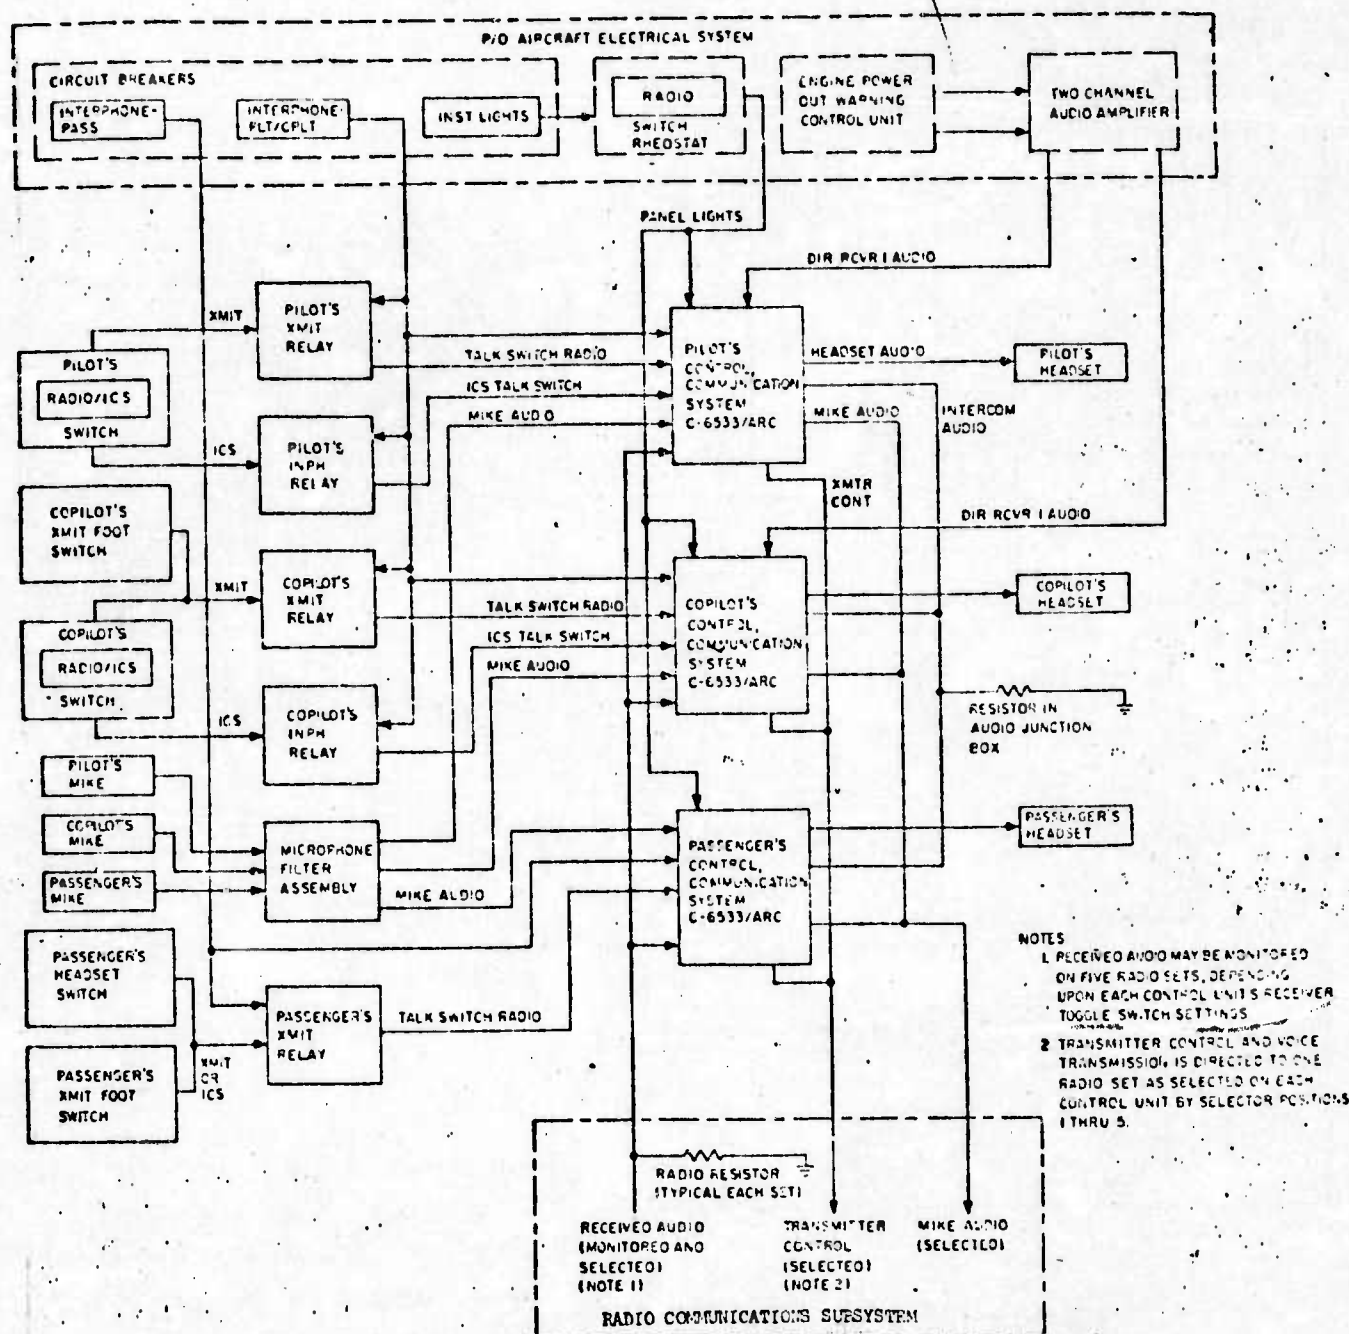 P/O AIRCRAFT ELECTRICAL SYSTEM
CIRCUIT BREAKERS
INTERPHONE-
PASS
INTERPHONE-
PLT/CPLT
INST LIGHTS
RADIO
SWITCH
RHEOSTAT
ENGINE POWER
OUT WARNING
CONTROL UNIT
TWO CHANNEL
AUDIO AMPLIFIER
PANEL LIGHTS
DIR RCVR I AUDIO
XMIT
PILOT'S
XMIT
RELAY
PILOT'S
RADIO/ICS
SWITCH
TALK SWITCH RADIO
ICS TALK SWITCH
MIKE AUDIO
PILOT'S
CONTROL,
COMMUNICATION
SYSTEM
C-6533/ARC
HEADSET AUDIO
MIKE AUDIO
PILOT'S
HEADSET
INTERCOM
AUDIO
ICS
PILOT'S
INPH
RELAY
XMTR
CONT
COPILOT'S
XMIT FOOT
SWITCH
DIR RCVR I AUDIO
XMIT
COPILOT'S
XMIT
RELAY
TALK SWITCH RADIO
ICS TALK SWITCH
MIKE AUDIO
COPILOT'S
CONTROL,
COMMUNICATION
SYSTEM
C-6533/ARC
COPILOT'S
HEADSET
COPILOT'S
RADIO/ICS
SWITCH
ICS
COPILOT'S
INPH
RELAY
RESISTOR IN
AUDIO JUNCTION
BOX
PILOT'S
MIKE
COPILOT'S
MIKE
PASSENGER'S
MIKE
MICROPHONE
FILTER
ASSEMBLY
MIKE AUDIO
PASSENGER'S
CONTROL,
COMMUNICATION
SYSTEM
C-6533/ARC
PASSENGER'S
HEADSET
PASSENGER'S
HEADSET
SWITCH
PASSENGER'S
XMIT
RELAY
TALK SWITCH RADIO
PASSENGER'S
XMIT FOOT
SWITCH
XMIT
OR
ICS
NOTES
1. RECEIVED AUDIO MAY BE MONITORED
ON FIVE RADIO SETS, DEPENDING
UPON EACH CONTROL UNIT'S RECEIVER
TOGGLE SWITCH SETTINGS
2 TRANSMITTER CONTROL AND VOICE
TRANSMISSION IS DIRECTED TO ONE
RADIO SET AS SELECTED ON EACH
CONTROL UNIT BY SELECTOR POSITIONS
1 THRU 5.
RADIO RESISTOR
(TYPICAL EACH SET)
RECEIVED AUDIO
(MONITORED AND
SELECTED)
(NOTE 1)
TRANSMITTER
CONTROL
(SELECTED)
(NOTE 2)
MIKE AUDIO
(SELECTED)
RADIO COMMUNICATIONS SUBSYSTEM